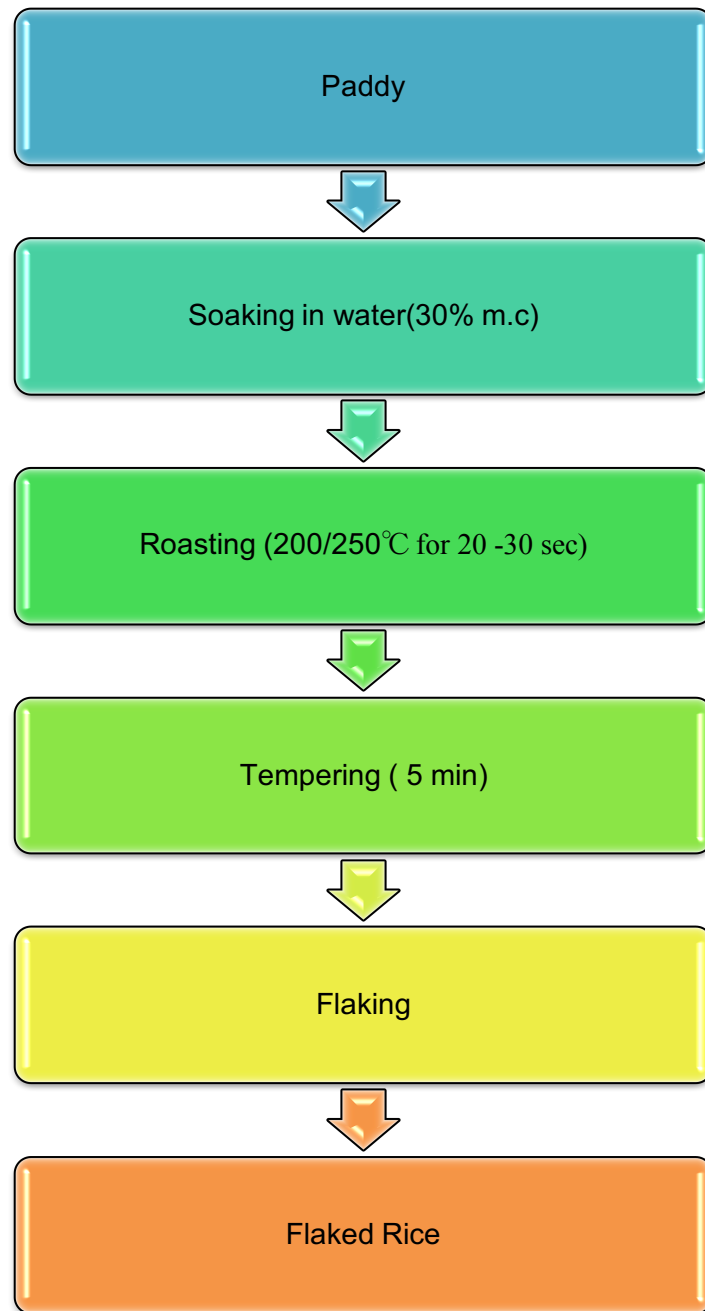 Paddy
Soaking in water(30% m.c)
Roasting (200/250℃ for 20 -30 sec)
Tempering ( 5 min)
Flaking
Flaked Rice